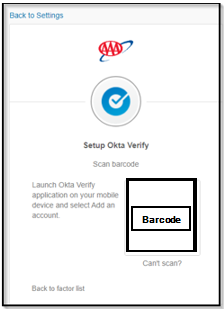 Back to Settings
AAA
Setup Okta Verify
Scan barcode
Launch Okta Verify
application on your mobile
device and select Add an
account.
Barcode
Can't scan?
Back to factor list